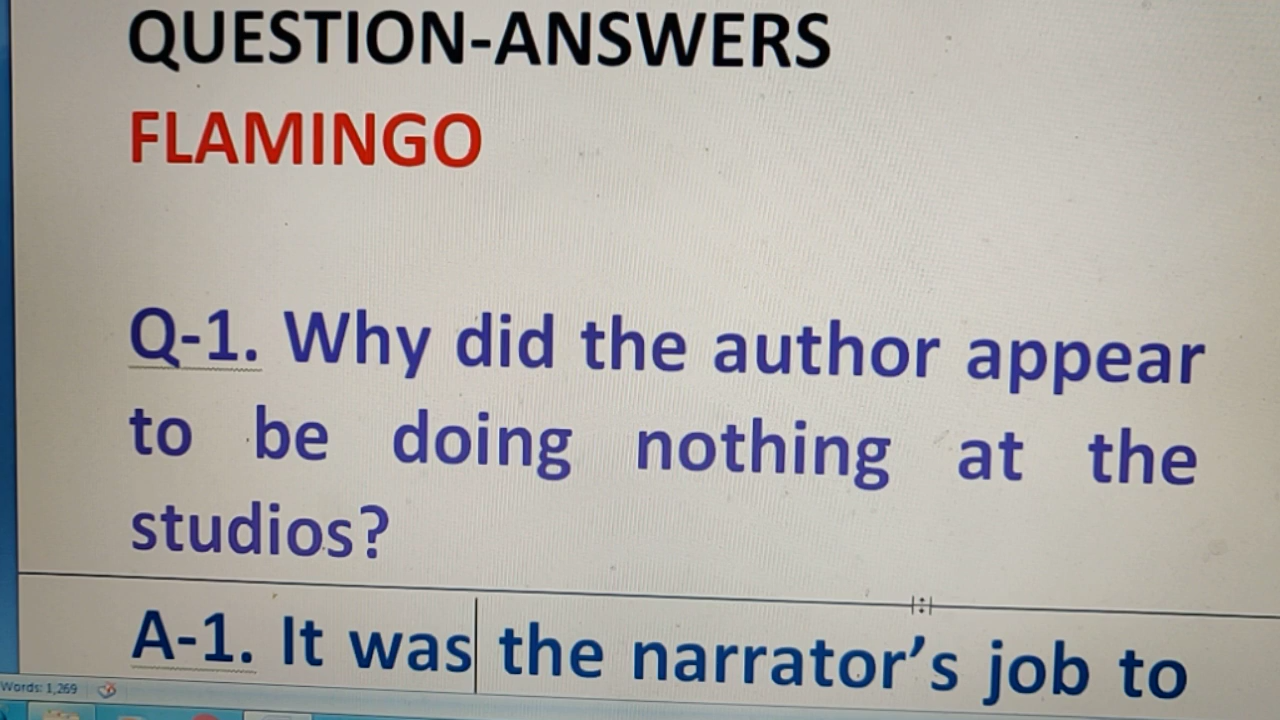 QUESTION-ANSWERS
FLAMINGO
Q-1. Why did the author appear
to be doing nothing at the
studios?
A-1. It was the narrator's job to
Words: 1,269